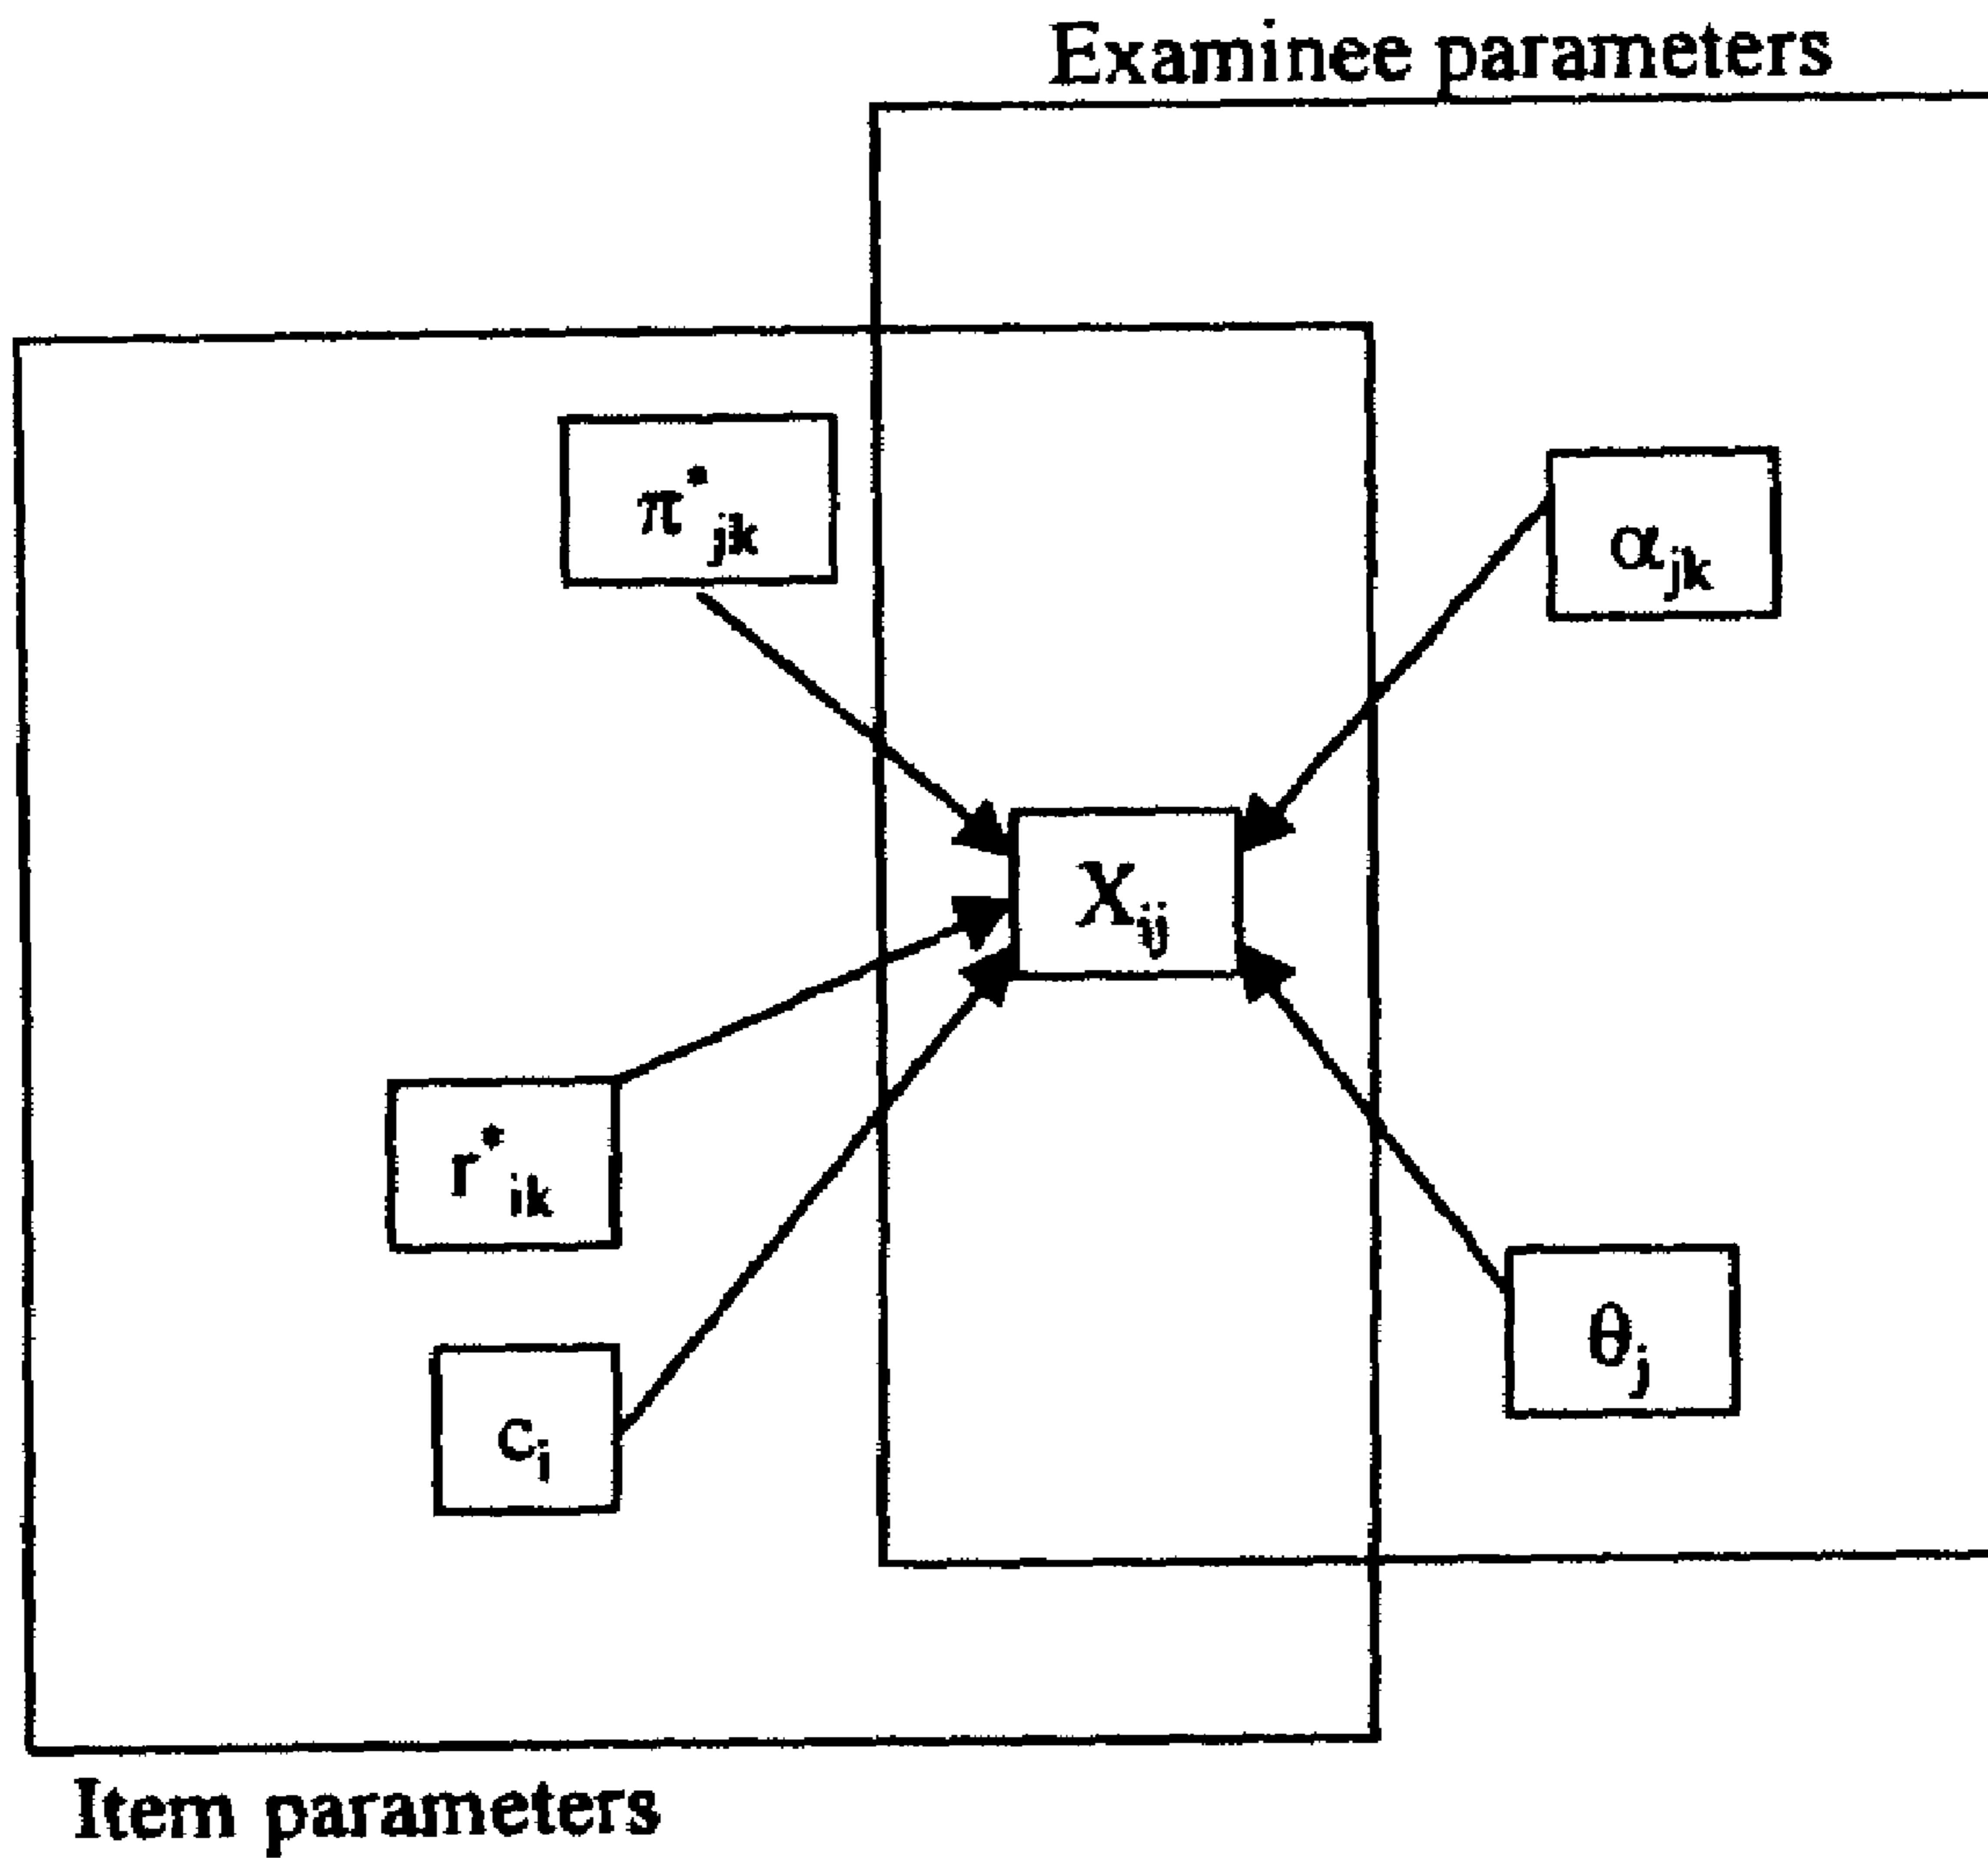 Examinee parameters
π*jk
αjk
Xij
r*ik
θj
ci
Item parameters